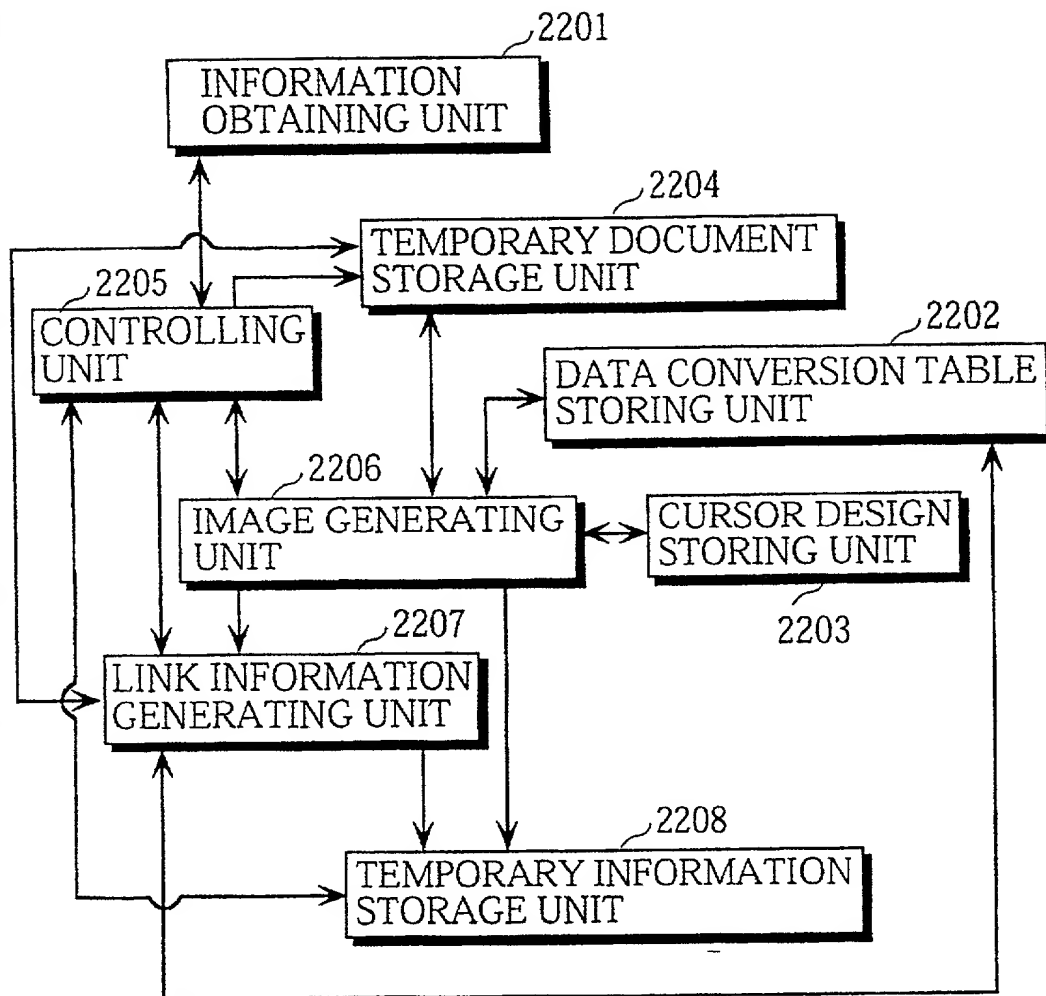 2201
INFORMATION
OBTAINING UNIT
2204
TEMPORARY DOCUMENT
STORAGE UNIT
2205
CONTROLLING
UNIT
2202
DATA CONVERSION TABLE
STORING UNIT
2206
IMAGE GENERATING
UNIT
CURSOR DESIGN
STORING UNIT
2203
2207
LINK INFORMATION
GENERATING UNIT
2208
TEMPORARY INFORMATION
STORAGE UNIT